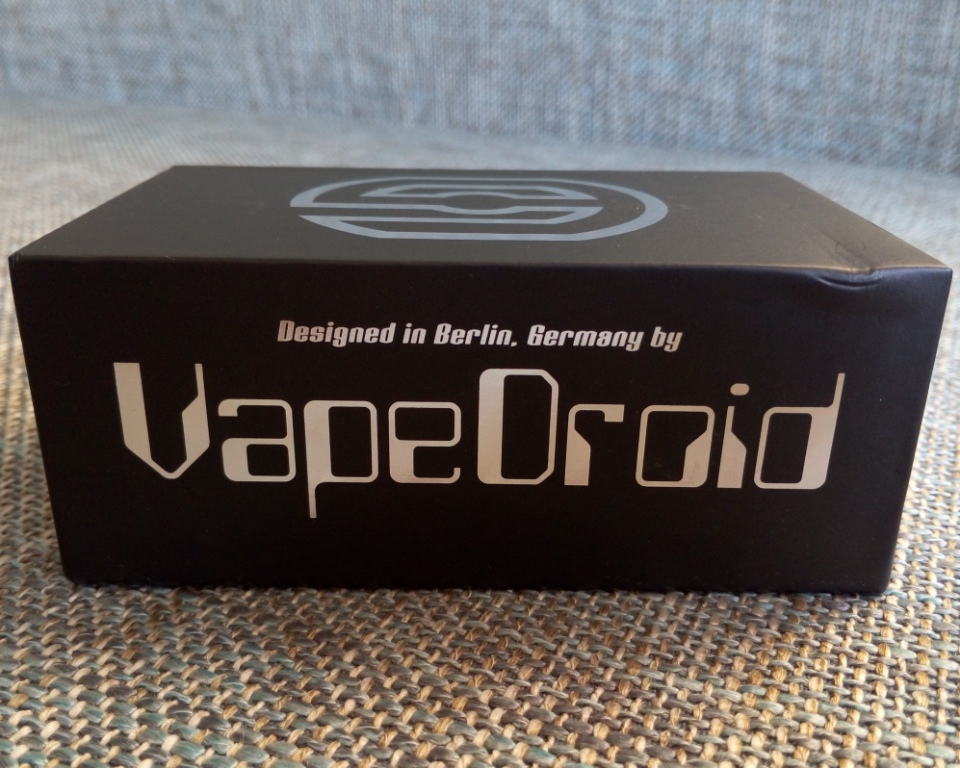 Designed in Berlin, Germany by
VapeDroid